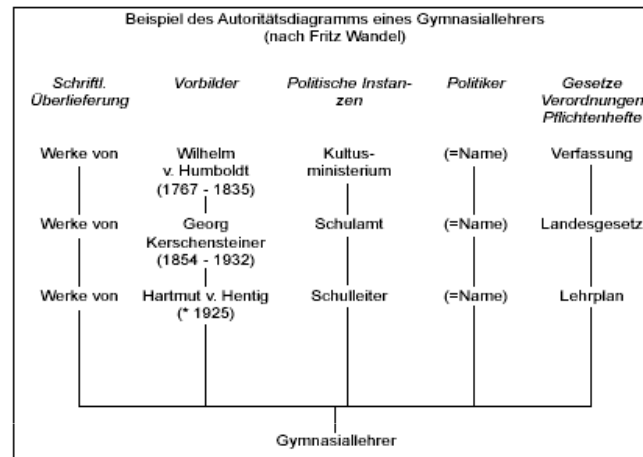 Beispiel des Autoritätsdiagramms eines Gymnasiallehrers
(nach Fritz Wandel)
Schriftl. Vorbilder Politische Instan- Politiker Gesetze
Überlieferung zen Verordnungen
Pflichtenhefte
Werke von Wilhelm Kultus- (=Name) Verfassung
v. Humboldt ministerium
(1767 - 1835)
Werke von Georg Schulamt (=Name) Landesgesetz
Kerschensteiner
(1854 - 1932)
Werke von Hartmut v. Hentig Schulleiter (=Name) Lehrplan
(* 1925)
Gymnasiallehrer